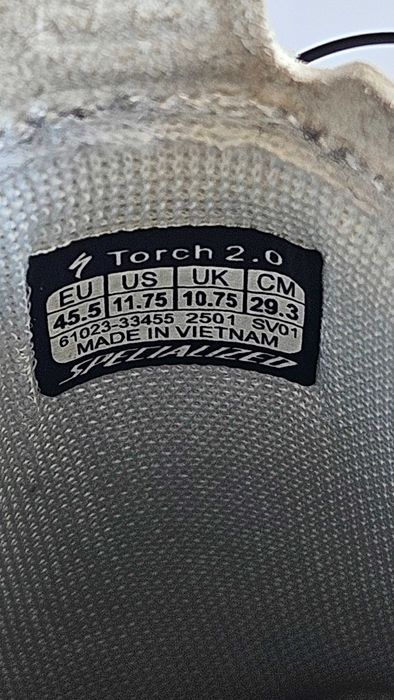 Torch 2.0
EU US UK CM
45.5 11.75 10.75 29.3
61023-33455 2501 SV01
MADE IN VIETNAM
SPECIALIZED